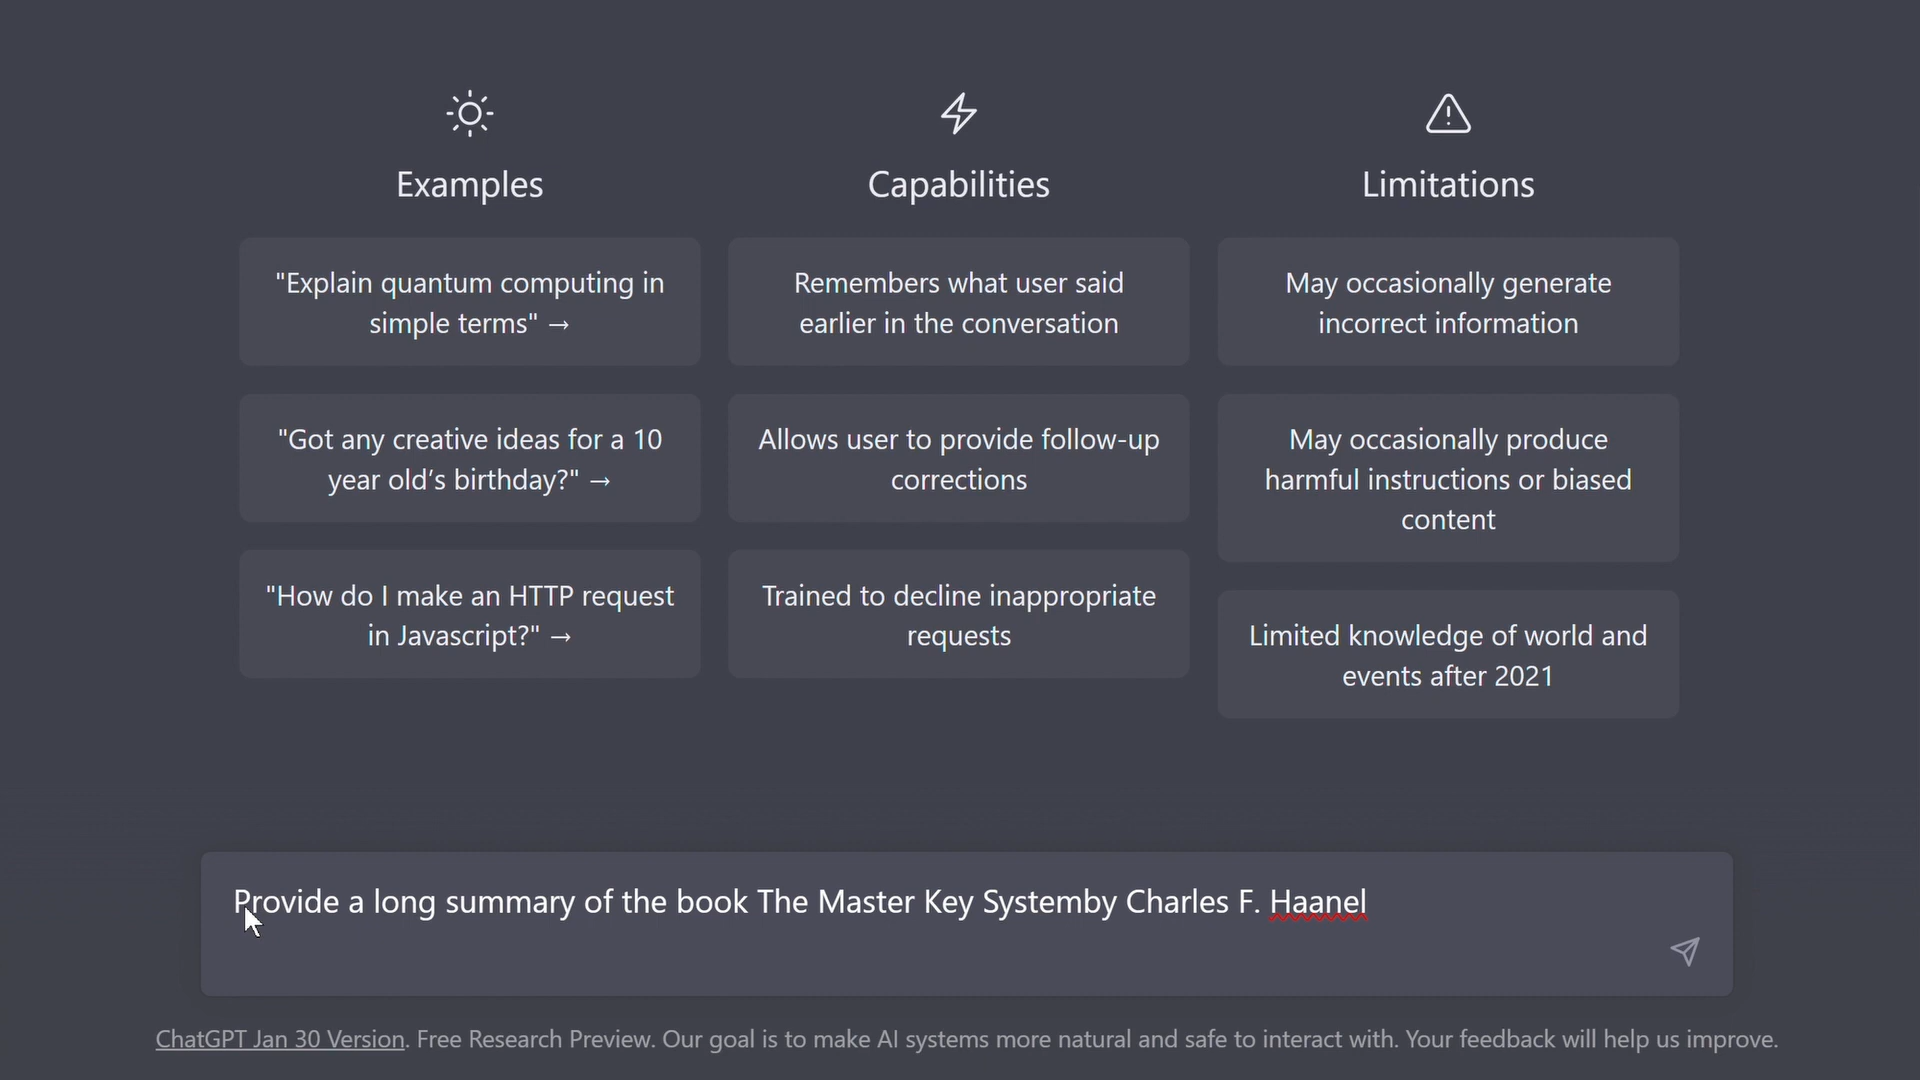 Examples
"Explain quantum computing in
simple terms" →
"Got any creative ideas for a 10
year old’s birthday?" →
"How do I make an HTTP request
in Javascript?" →
Capabilities
Remembers what user said
earlier in the conversation
Allows user to provide follow-up
corrections
Trained to decline inappropriate
requests
Limitations
May occasionally generate
incorrect information
May occasionally produce
harmful instructions or biased
content
Limited knowledge of world and
events after 2021
Provide a long summary of the book The Master Key Systemby Charles F. Haanel
ChatGPT Jan 30 Version. Free Research Preview. Our goal is to make AI systems more natural and safe to interact with. Your feedback will help us improve.